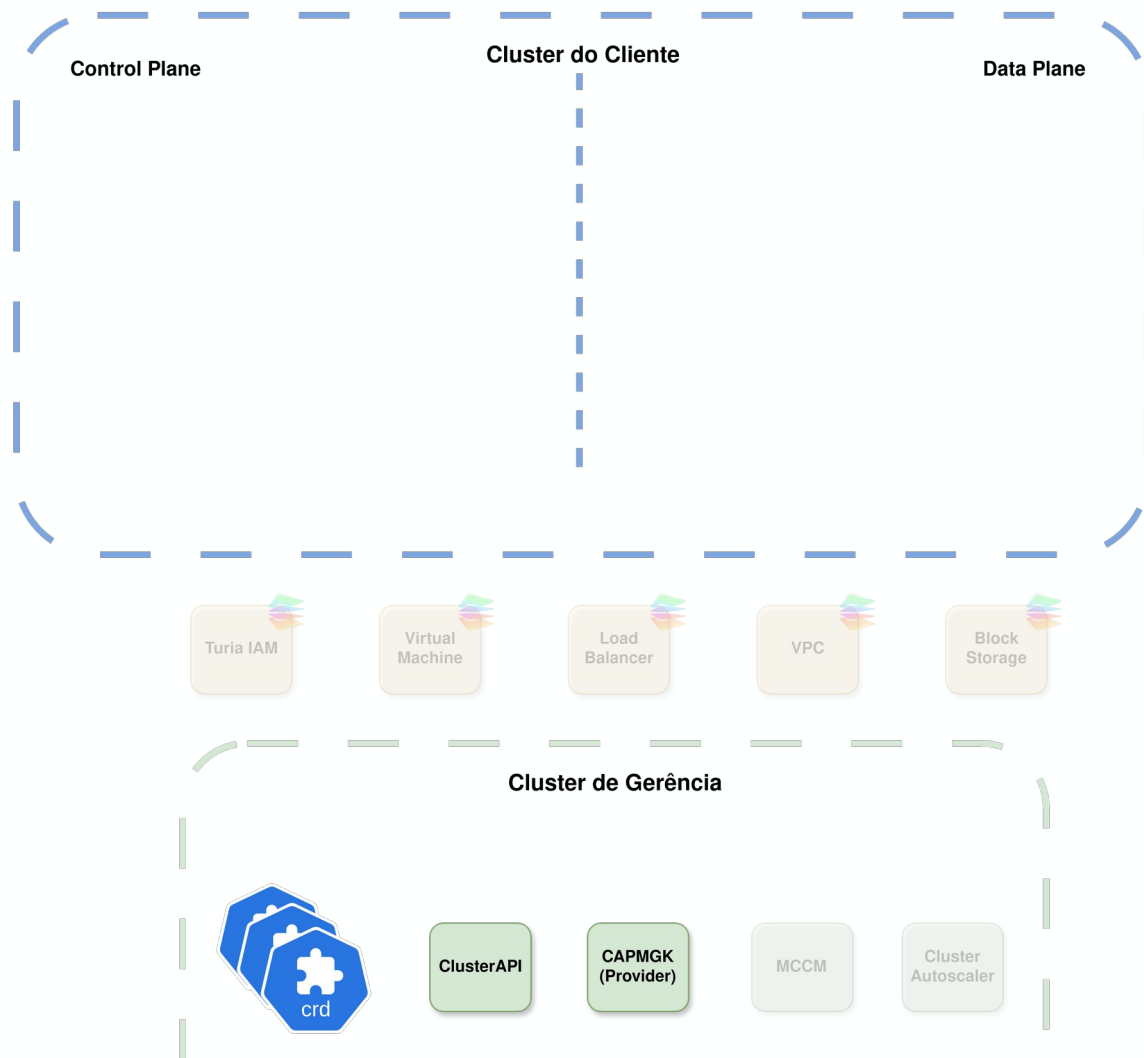 Cluster do Cliente
Control Plane
Data Plane
Turia IAM
Virtual
Machine
Load
Balancer
VPC
Block
Storage
Cluster de Gerência
crd
ClusterAPI
CAPMGK
(Provider)
MCCM
Cluster
Autoscaler